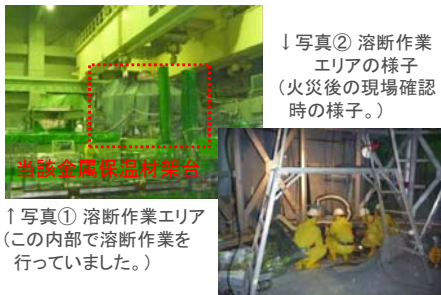 ↓写真② 溶断作業
エリアの様子
(火災後の現場確認
時の様子。)
当該金属保温材架台
↑写真① 溶断作業エリア
(この内部で溶断作業を
行っていました。)